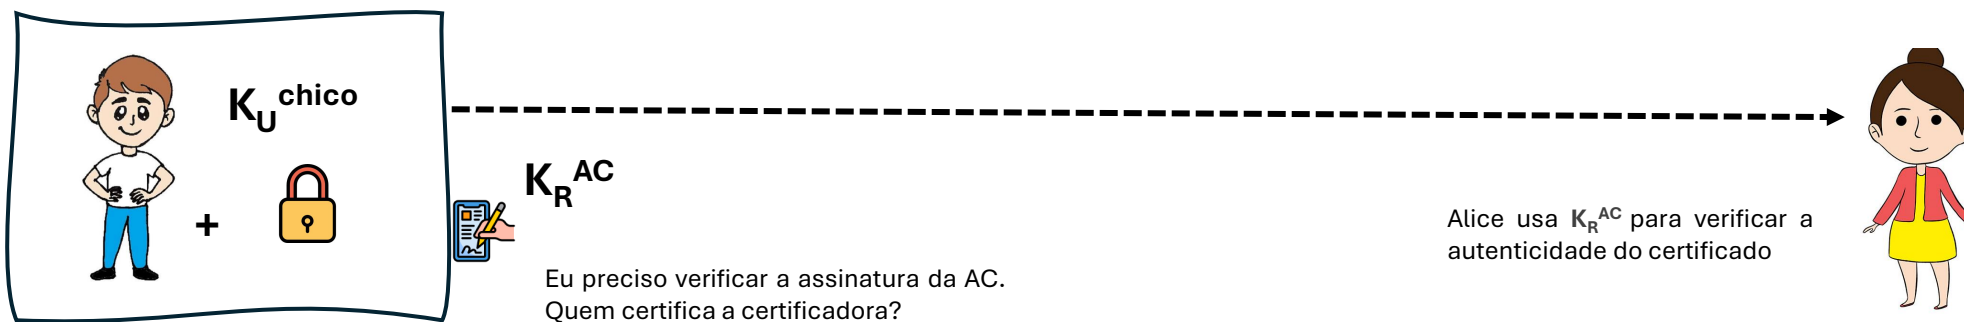 K_U^chico
+
K_R^AC
Alice usa K_R^AC para verificar a
autenticidade do certificado
Eu preciso verificar a assinatura da AC.
Quem certifica a certificadora?